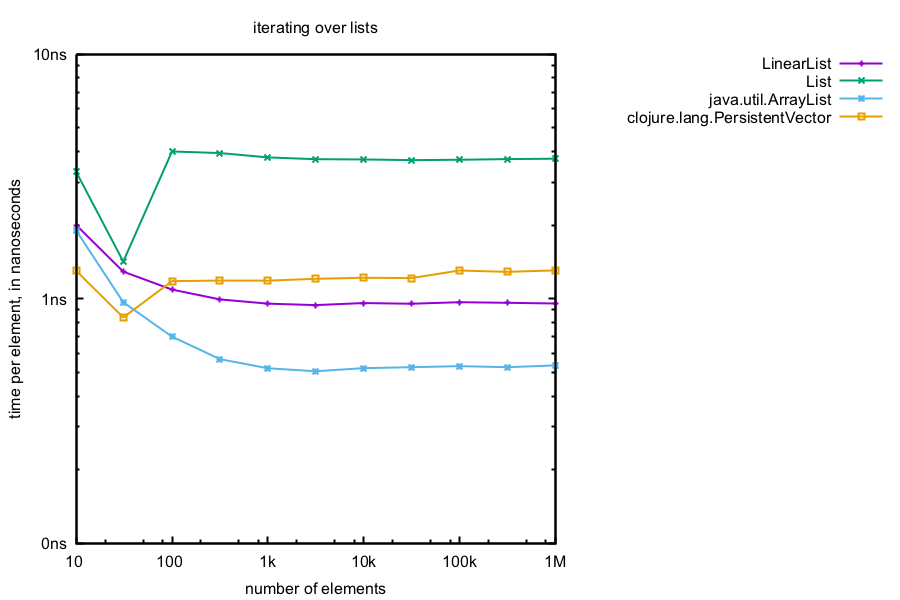 iterating over lists
10ns
1ns
0ns
time per element, in nanoseconds
10 100 1k 10k 100k 1M
number of elements
LinearList
List
java.util.ArrayList
clojure.lang.PersistentVector